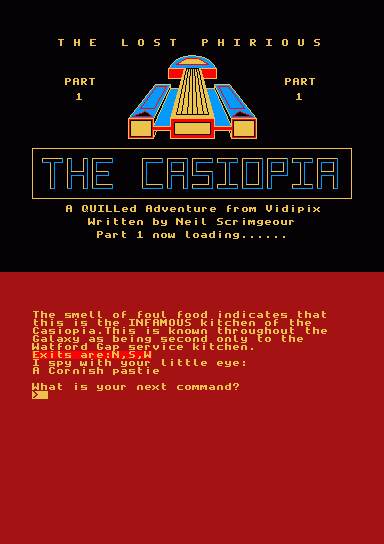 THE LOST PHIRIOUS
PART PART
1 1
THE CASIOPIA
A QUILLed Adventure from Vidipix
Written by Neil Scrimgeour
Part 1 now loading......
The smell of foul food indicates that
this is the INFAMOUS kitchen of the
Casiopia.This is known throughout the
Galaxy as being second only to the
Watford Gap service kitchen.
Exits are:N,S,W
I spy with your little eye:
A Cornish pastie
What is your next command?
>